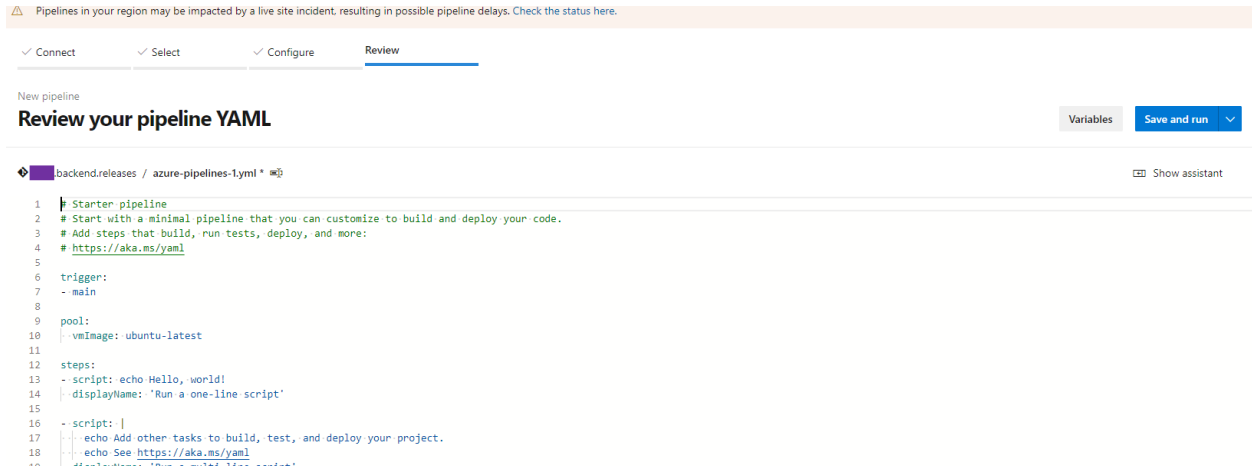 Pipelines in your region may be impacted by a live site incident, resulting in possible pipeline delays. Check the status here.
Connect Select Configure Review
New pipeline
Review your pipeline YAML
Variables Save and run
.backend.releases / azure-pipelines-1.yml * Show assistant
1 # Starter pipeline
2 # Start with a minimal pipeline that you can customize to build and deploy your code.
3 # Add steps that build, run tests, deploy, and more:
4 # https://aka.ms/yaml
5
6 trigger:
7 - main
8
9 pool:
10 vmImage: ubuntu-latest
11
12 steps:
13 - script: echo Hello, world!
14 displayName: 'Run a one-line script'
15
16 - script: |
17 echo Add other tasks to build, test, and deploy your project.
18 echo See https://aka.ms/yaml
19 displayName: 'Run a multi-line script'